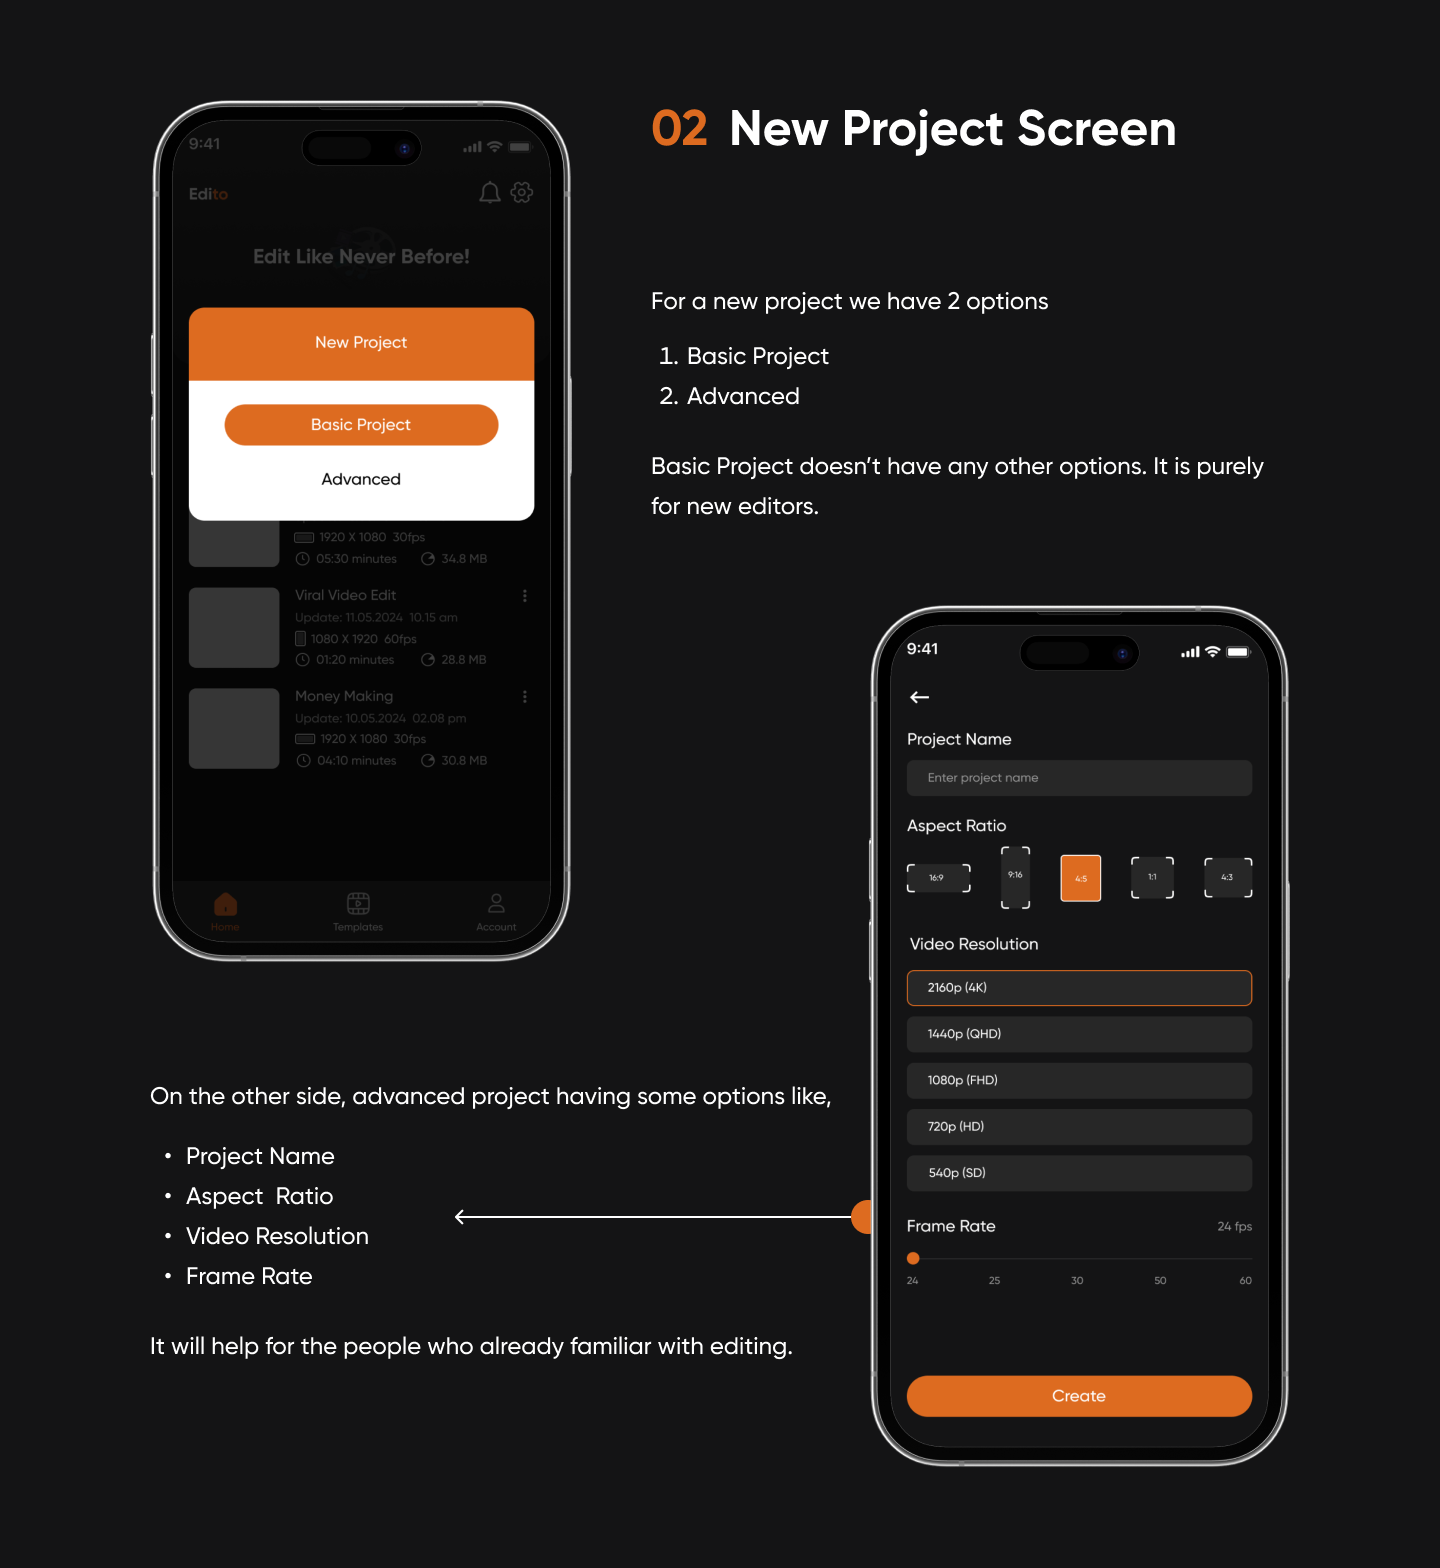 02 New Project Screen
9:41
Edito
Edit Like Never Before!
New Project
Basic Project
Advanced
1920 X 1080 30fps
05:30 minutes 34.8 MB
Viral Video Edit
Update: 11.05.2024 10.15 am
1080 X 1920 60fps
01:20 minutes 28.8 MB
Money Making
Update: 10.05.2024 02.08 pm
1920 X 1080 30fps
04:10 minutes 30.8 MB
Home Templates Account
For a new project we have 2 options
1. Basic Project
2. Advanced
Basic Project doesn’t have any other options. It is purely
for new editors.
On the other side, advanced project having some options like,
• Project Name
• Aspect Ratio
• Video Resolution
• Frame Rate
It will help for the people who already familiar with editing.
9:41
Project Name
Enter project name
Aspect Ratio
16:9 9:16 4:5 1:1 4:3
Video Resolution
2160p (4K)
1440p (QHD)
1080p (FHD)
720p (HD)
540p (SD)
Frame Rate 24 fps
24 25 30 50 60
Create